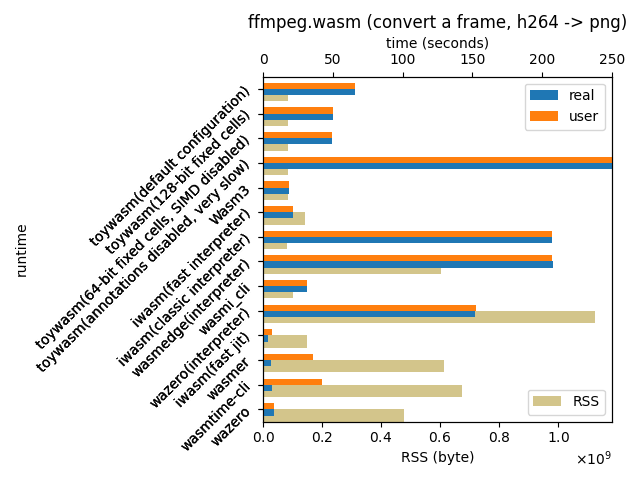 ffmpeg.wasm (convert a frame, h264 -> png)
time (seconds)
0 50 100 150 200 250
real
user
runtime
toywasm(default configuration)
toywasm(128-bit fixed cells)
toywasm(64-bit fixed cells, SIMD disabled)
toywasm(annotations disabled, very slow)
Wasm3
iwasm(fast interpreter)
iwasm(classic interpreter)
wasmedge(interpreter)
wasmi_cli
wazero(interpreter)
iwasm(fast jit)
wasmer
wasmtime-cli
wazero
RSS
0.0 0.2 0.4 0.6 0.8 1.0
RSS (byte)
×10⁹